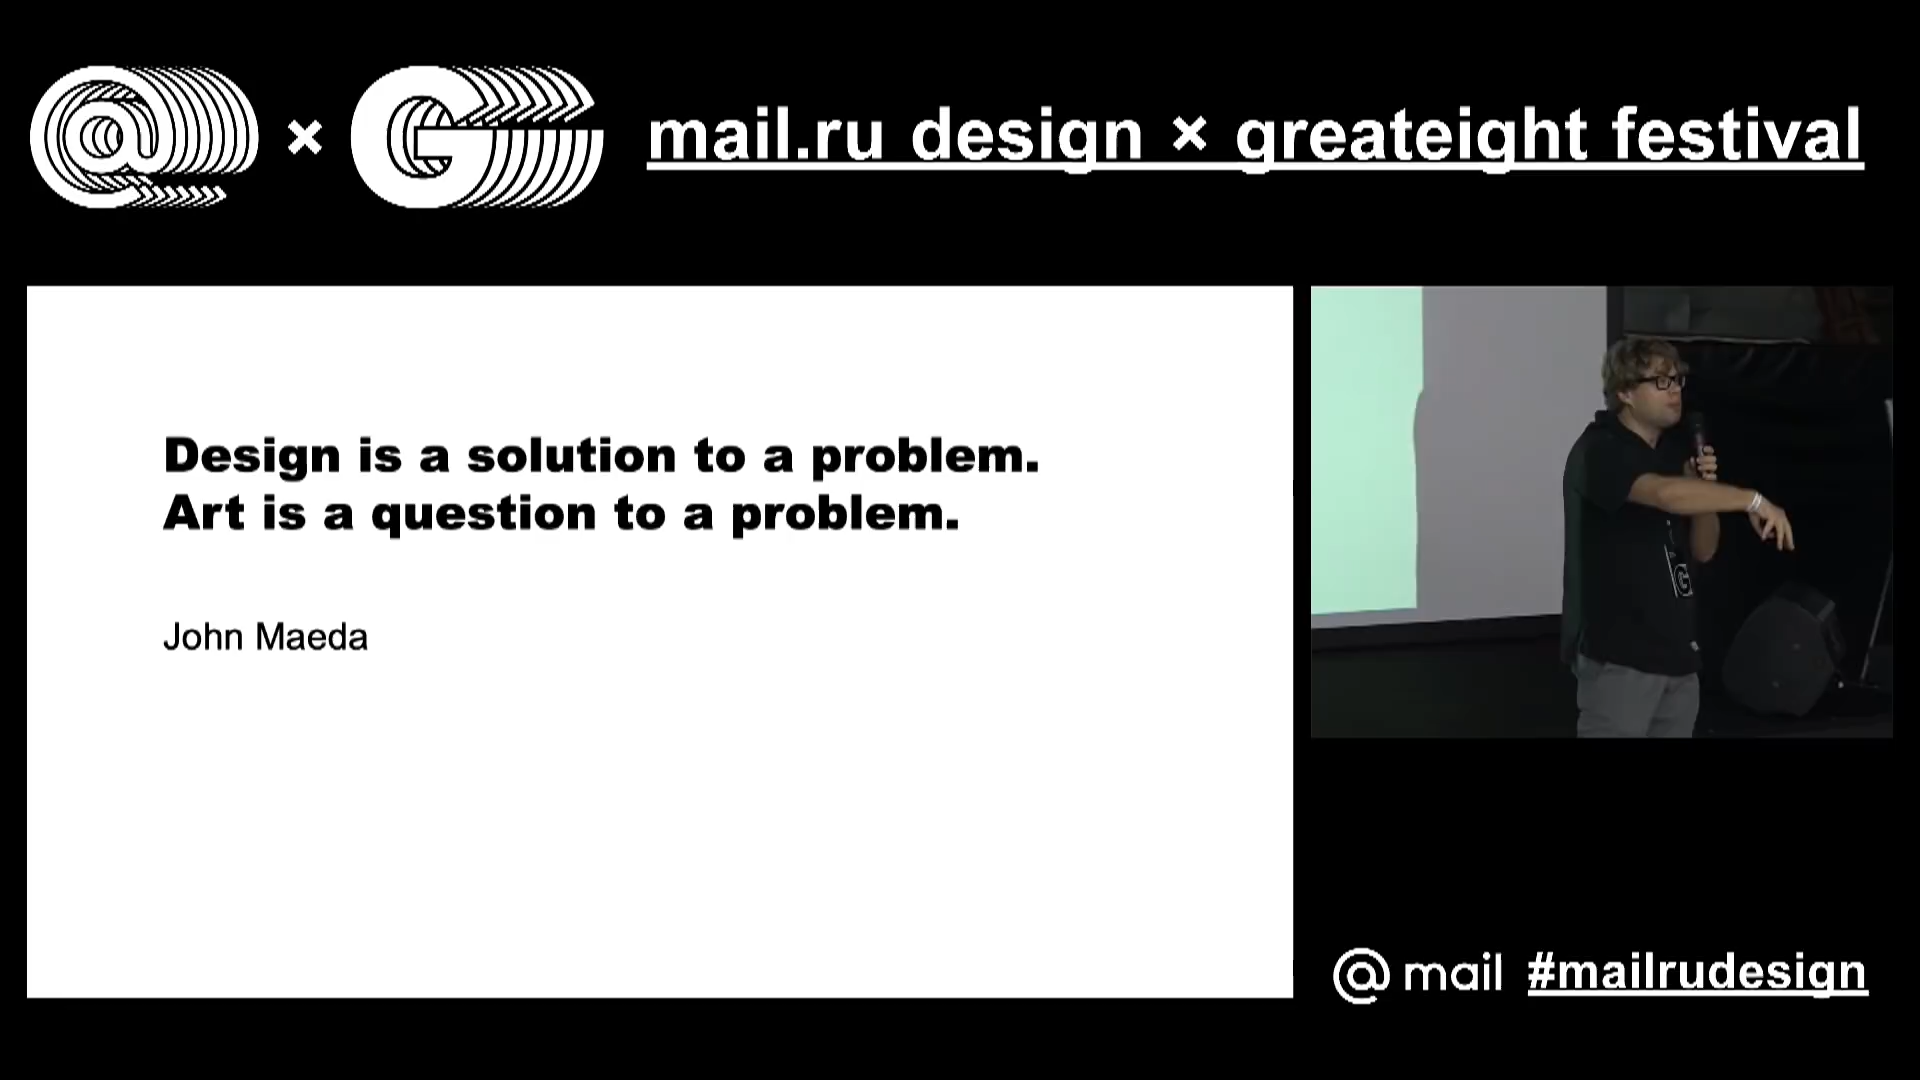 @ × G mail.ru design × greateight festival
Design is a solution to a problem.
Art is a question to a problem.
John Maeda
G
@ mail #mailrudesign